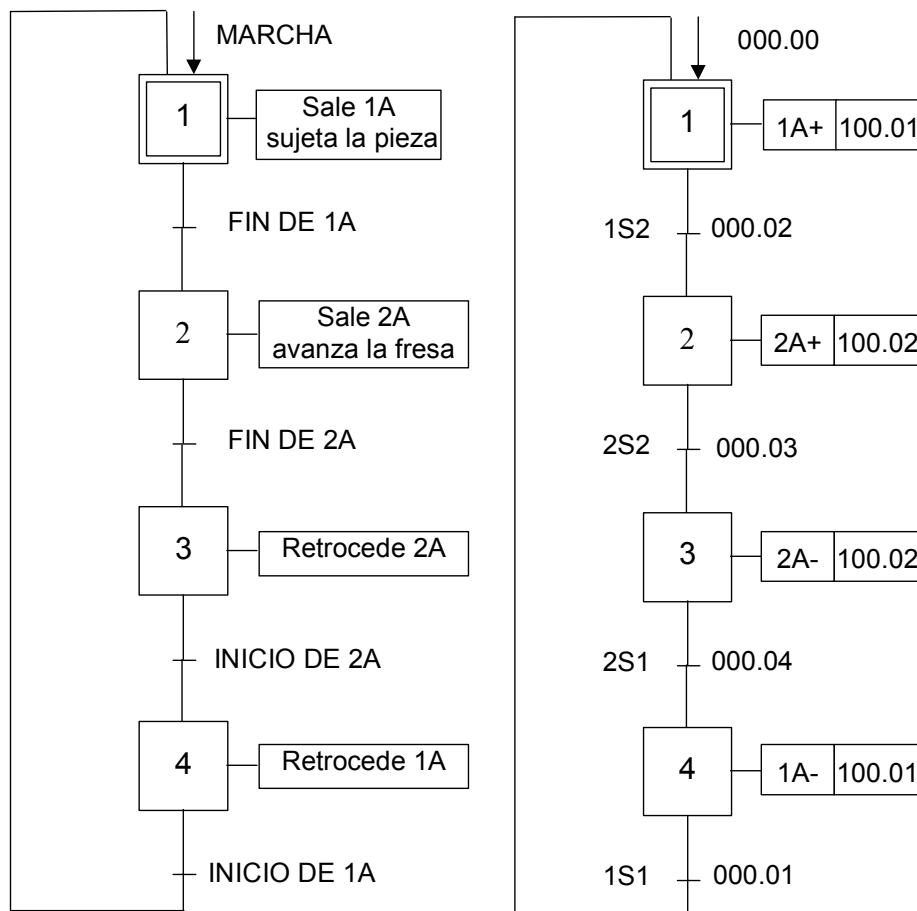 MARCHA
1
Sale 1A
sujeta la pieza
FIN DE 1A
2
Sale 2A
avanza la fresa
FIN DE 2A
3
Retrocede 2A
INICIO DE 2A
4
Retrocede 1A
INICIO DE 1A
000.00
1
1A+ 100.01
1S2 000.02
2
2A+ 100.02
2S2 000.03
3
2A- 100.02
2S1 000.04
4
1A- 100.01
1S1 000.01